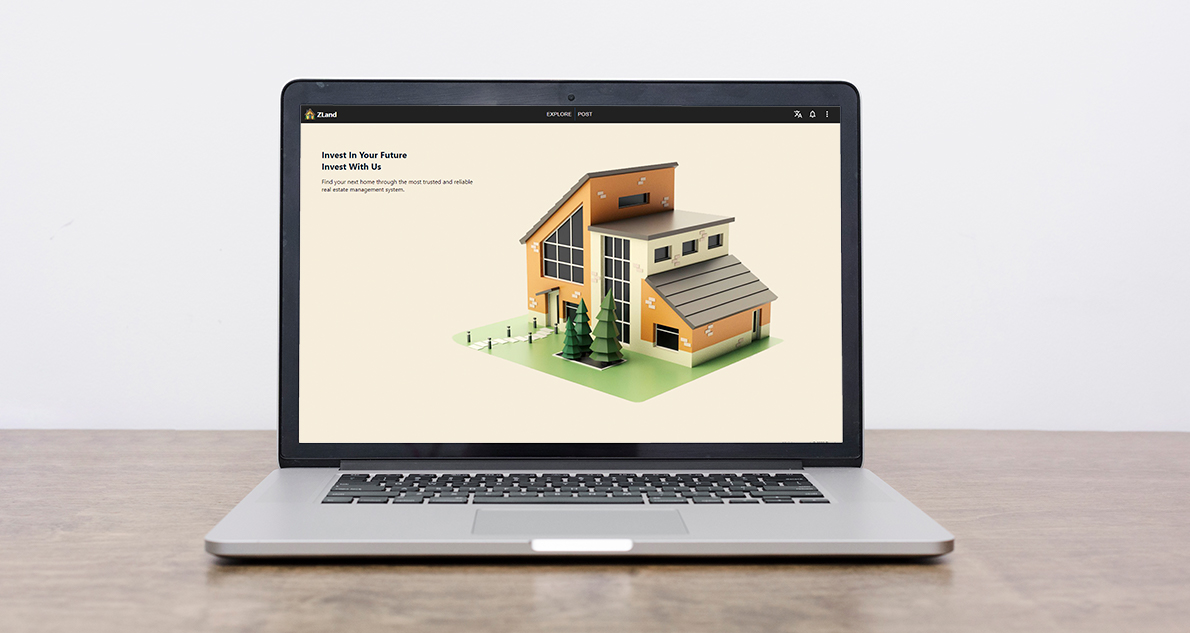 ZLand
EXPLORE
POST
Invest In Your Future
Invest With Us
Find your next home through the most trusted and reliable
real estate management system.